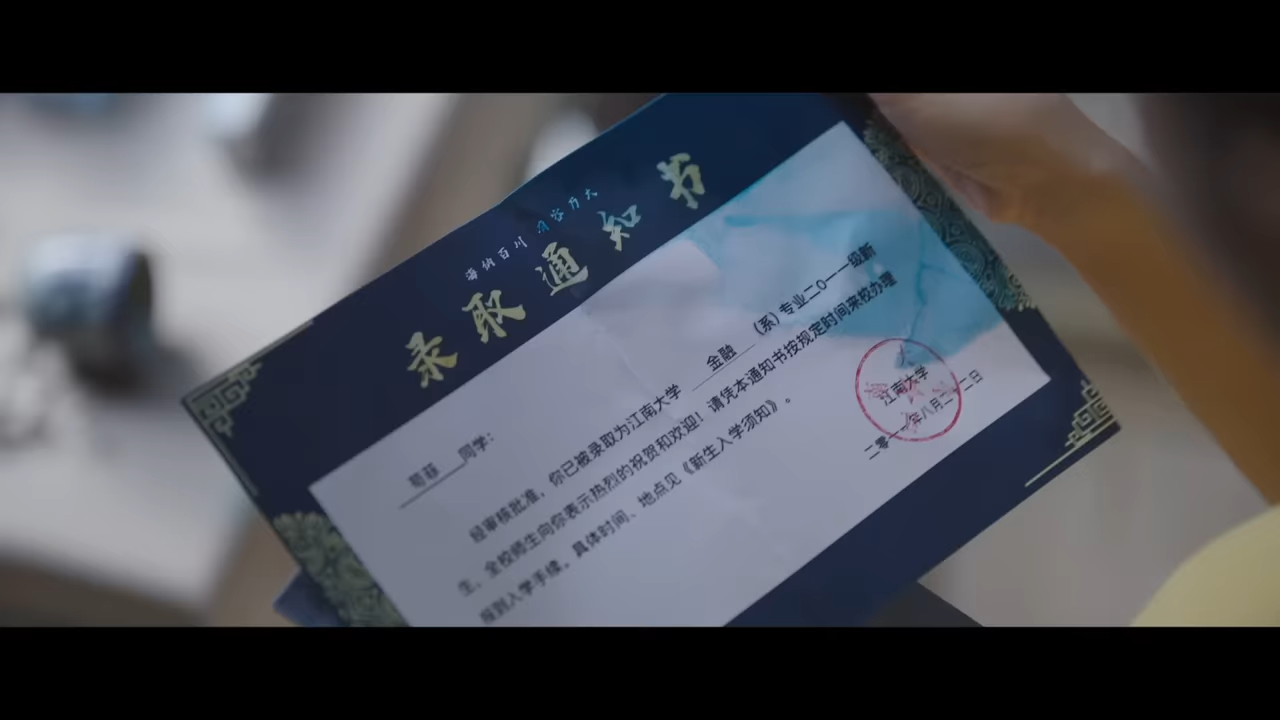 海纳百川 有容乃大
录取通知书
苟菲 同学:
经审核批准，你已被录取为江南大学 金融 (系)专业二0一一级新
生，全校师生向你表示热烈的祝贺和欢迎！请凭本通知书按规定时间来校办理
报到入学手续，具体时间、地点见《新生入学须知》。
江南大学
二零一一年八月二十二日